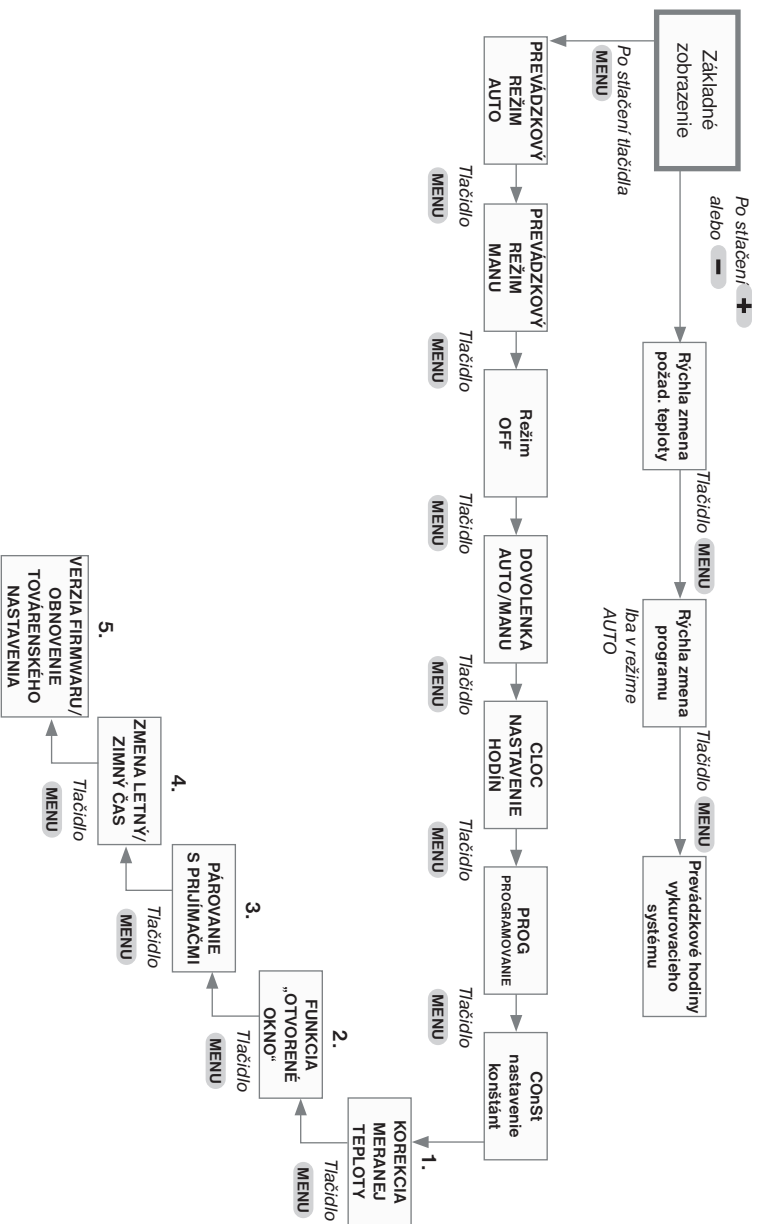 Základné
zobrazenie
Po stlačení +
alebo −
Rýchla zmena
požad. teploty
Tlačidlo MENU
Rýchla zmena
programu
Iba v režime
AUTO
Tlačidlo MENU
Prevádzkové hodiny
vykurovacieho
systému
Po stlačení tlačidla
MENU
PREVÁDZKOVÝ
REŽIM
AUTO
Tlačidlo
MENU
PREVÁDZKOVÝ
REŽIM
MANU
Tlačidlo
MENU
Režim
OFF
Tlačidlo
MENU
DOVOLENKA
AUTO/MANU
Tlačidlo
MENU
CLOC
NASTAVENIE
HODÍN
Tlačidlo
MENU
PROG
PROGRAMOVANIE
Tlačidlo
MENU
COnSt
nastavenie
konštánt
1.
KOREKCIA
MERANEJ
TEPLOTY
Tlačidlo
MENU
2.
FUNKCIA
„OTVORENÉ
OKNO“
Tlačidlo
MENU
3.
PÁROVANIE
S PRIJÍMAČMI
Tlačidlo
MENU
4.
ZMENA LETNÝ/
ZIMNÝ ČAS
Tlačidlo
MENU
5.
VERZIA FIRMWARU/
OBNOVENIE
TOVÁRENSKÉHO
NASTAVENIA